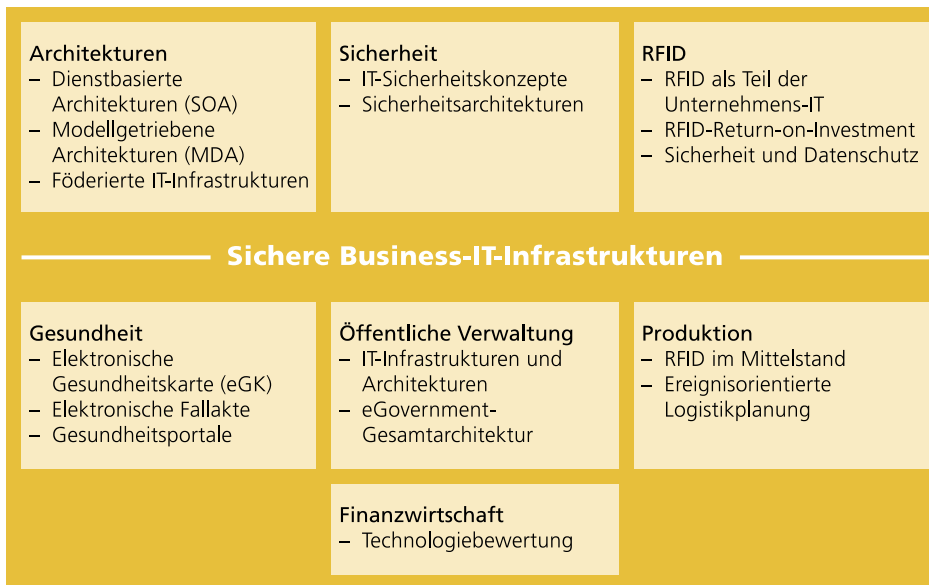 Architekturen
– Dienstbasierte
Architekturen (SOA)
– Modellgetriebene
Architekturen (MDA)
– Föderierte IT-Infrastrukturen
Sicherheit
– IT-Sicherheitskonzepte
– Sicherheitsarchitekturen
RFID
– RFID als Teil der
Unternehmens-IT
– RFID-Return-on-Investment
– Sicherheit und Datenschutz
Sichere Business-IT-Infrastrukturen
Gesundheit
– Elektronische
Gesundheitskarte (eGK)
– Elektronische Fallakte
– Gesundheitsportale
Öffentliche Verwaltung
– IT-Infrastrukturen und
Architekturen
– eGovernment-
Gesamtarchitektur
Produktion
– RFID im Mittelstand
– Ereignisorientierte
Logistikplanung
Finanzwirtschaft
– Technologiebewertung